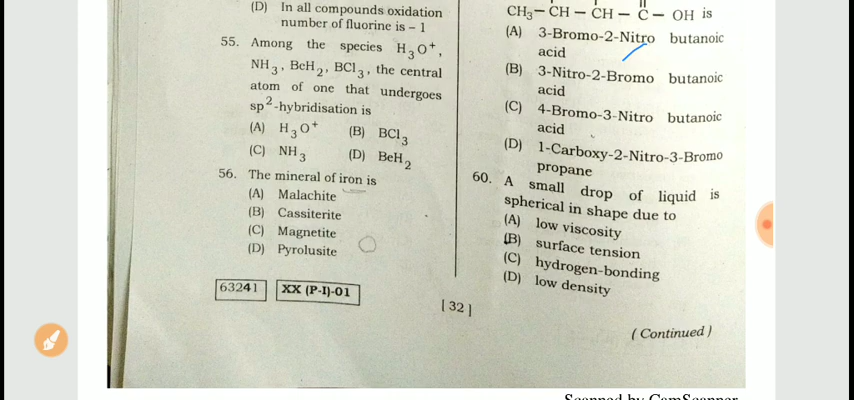 (D) In all compounds oxidation
number of fluorine is – 1
55. Among the species H3O+,
NH3, BeH2, BCl3, the central
atom of one that undergoes
sp2-hybridisation is
(A) H3O+ (B) BCl3
(C) NH3 (D) BeH2
56. The mineral of iron is
(A) Malachite
(B) Cassiterite
(C) Magnetite
(D) Pyrolusite
CH3 — CH — CH — C — OH is
(A) 3-Bromo-2-Nitro butanoic
acid
(B) 3-Nitro-2-Bromo butanoic
acid
(C) 4-Bromo-3-Nitro butanoic
acid
(D) 1-Carboxy-2-Nitro-3-Bromo
propane
60. A small drop of liquid is
spherical in shape due to
(A) low viscosity
(B) surface tension
(C) hydrogen-bonding
(D) low density
63241 XX (P-I)-01
[ 32 ]
( Continued )
Scanned by CamScanner